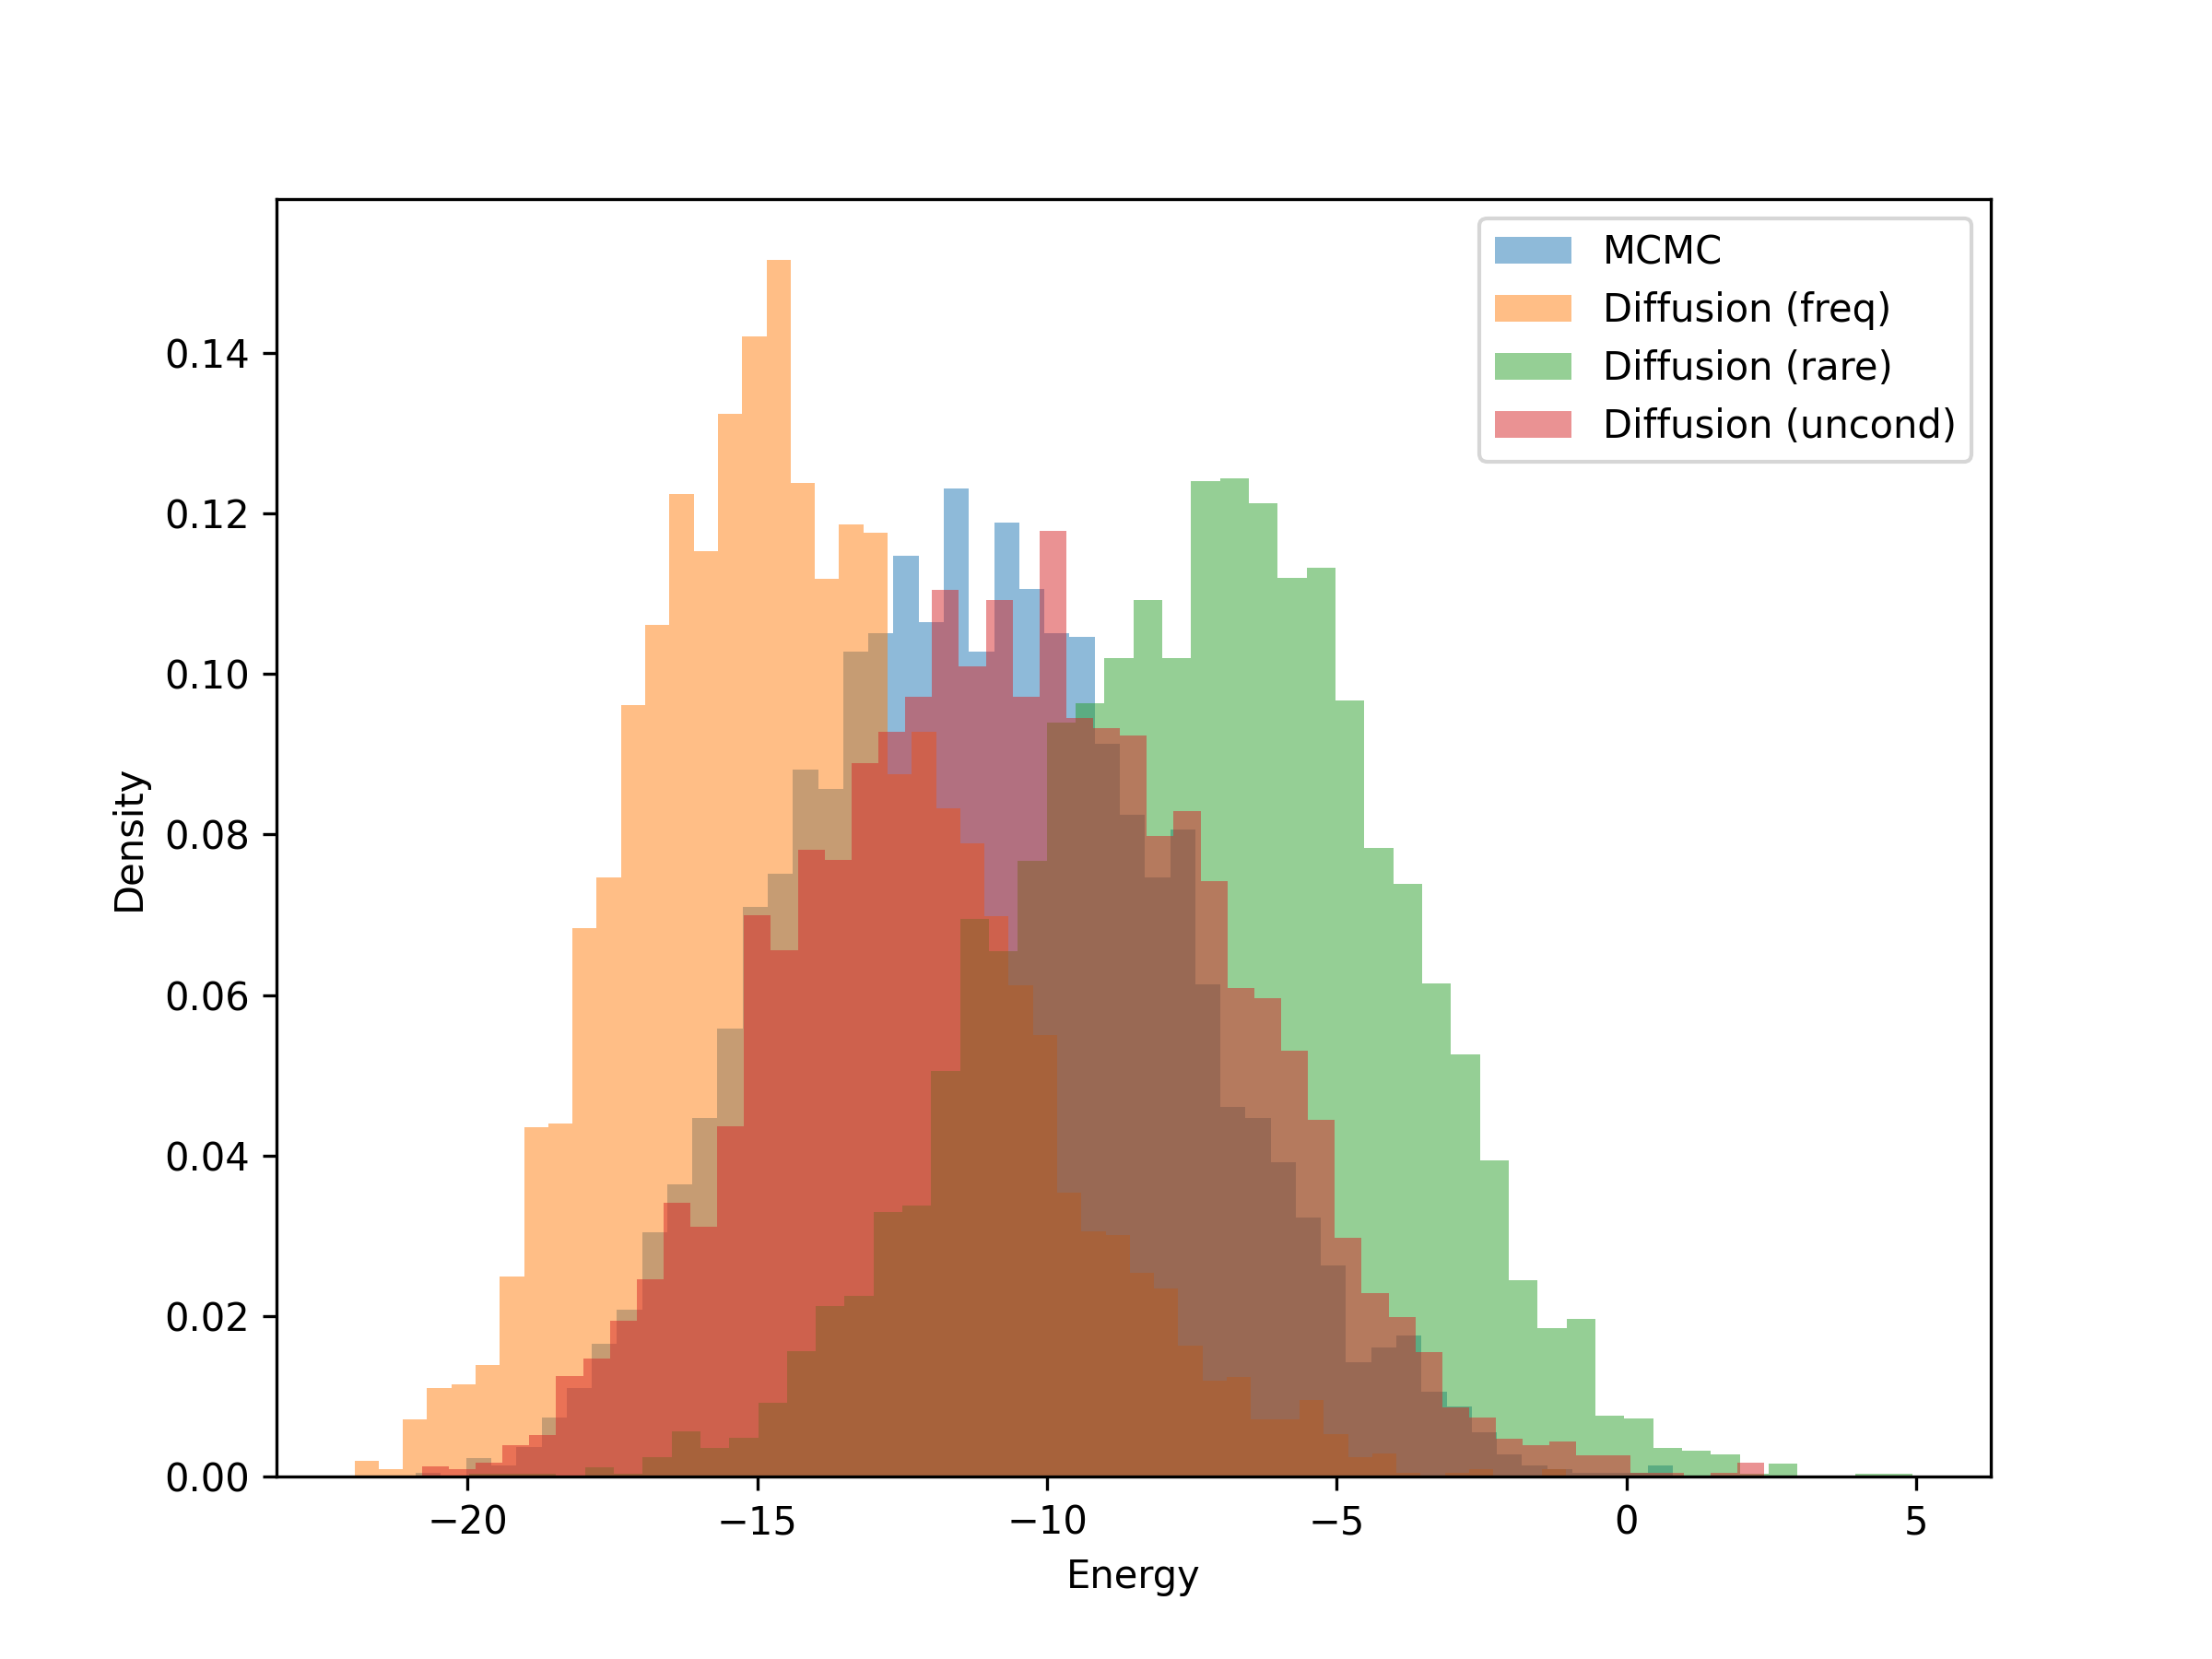 MCMC
Diffusion (freq)
Diffusion (rare)
Diffusion (uncond)
0.14
0.12
0.10
0.08
0.06
0.04
0.02
0.00
Density
−20 −15 −10 −5 0 5
Energy